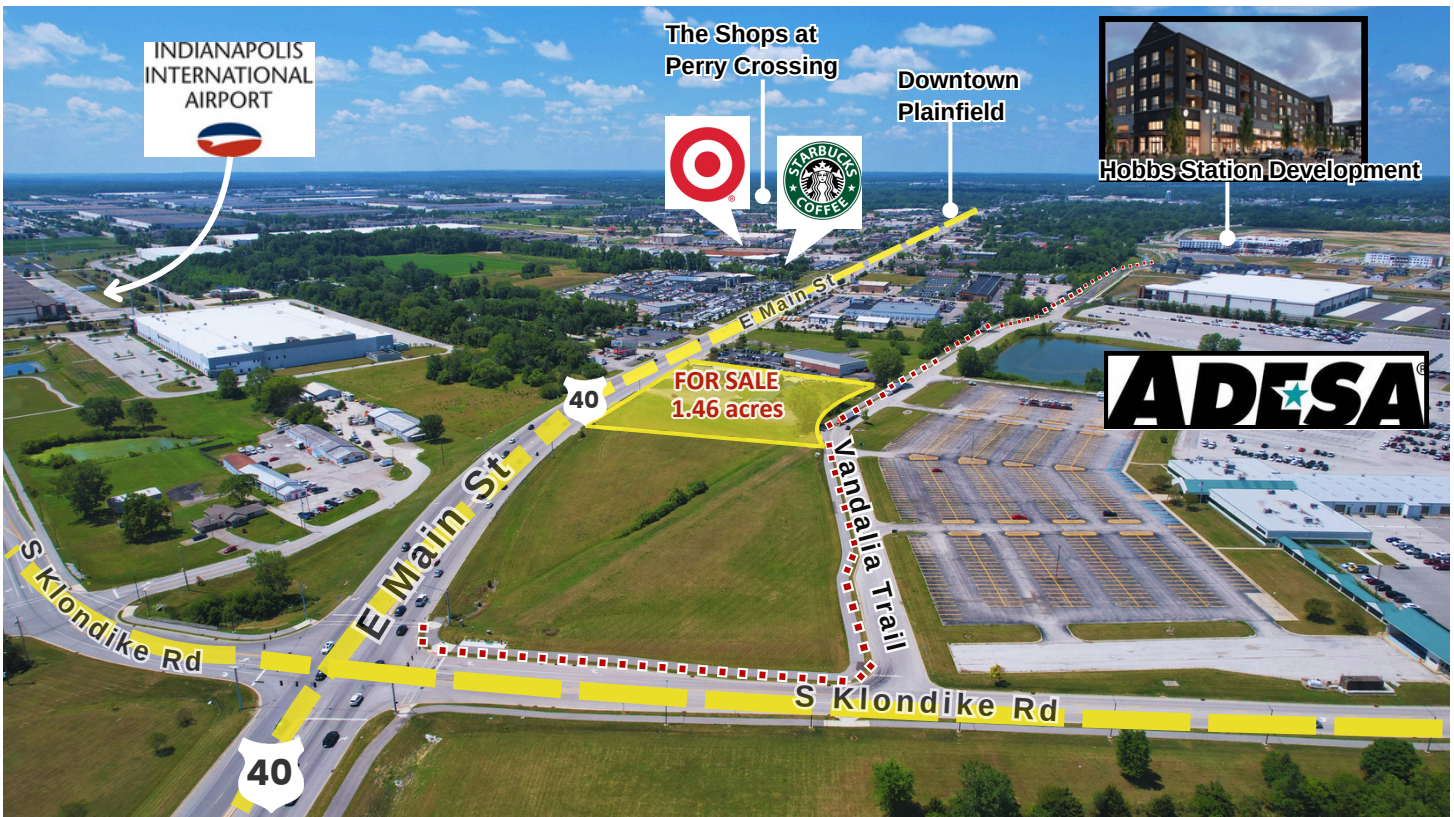 INDIANAPOLIS
INTERNATIONAL
AIRPORT
The Shops at
Perry Crossing
Downtown
Plainfield
Hobbs Station Development
®
STARBUCKS
COFFEE
E Main St
40
FOR SALE
1.46 acres
ADESA®
E Main St
Vandalia Trail
S Klondike Rd
S Klondike Rd
40